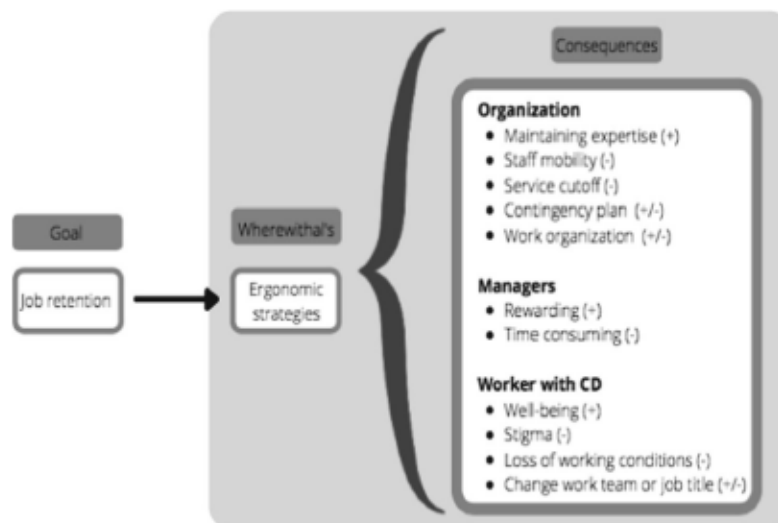 Consequences
Organization
• Maintaining expertise (+)
• Staff mobility (-)
• Service cutoff (-)
• Contingency plan (+/-)
• Work organization (+/-)
Goal
Wherewithal's
Job retention
Ergonomic
strategies
Managers
• Rewarding (+)
• Time consuming (-)
Worker with CD
• Well-being (+)
• Stigma (-)
• Loss of working conditions (-)
• Change work team or job title (+/-)